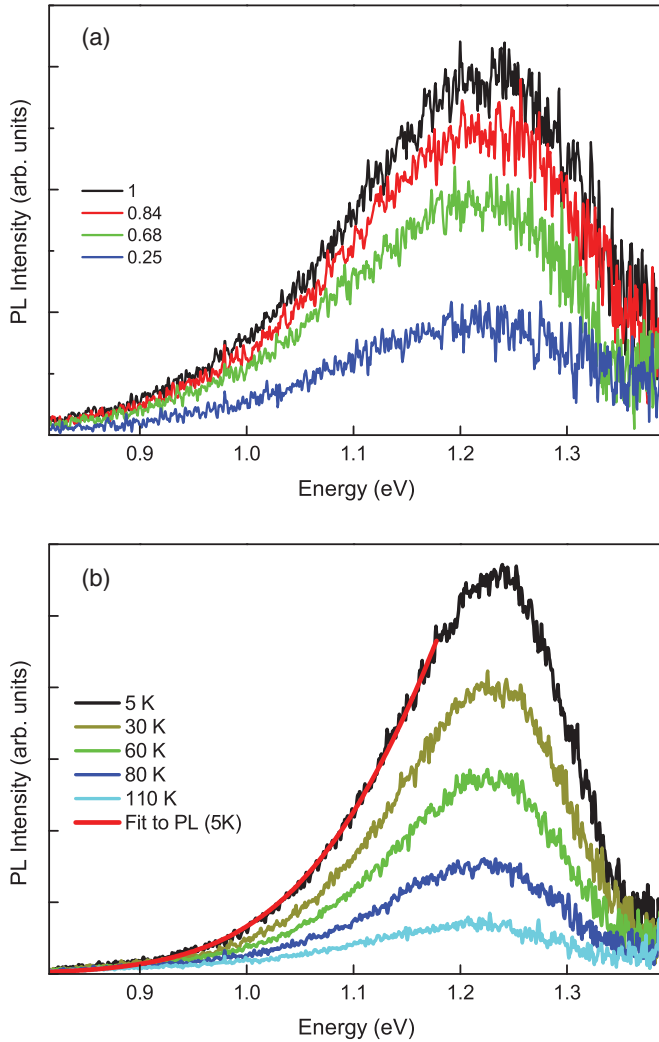 (a)
PL Intensity (arb. units)
1
0.84
0.68
0.25
0.9 1.0 1.1 1.2 1.3
Energy (eV)
(b)
PL Intensity (arb. units)
5 K
30 K
60 K
80 K
110 K
Fit to PL (5K)
0.9 1.0 1.1 1.2 1.3
Energy (eV)